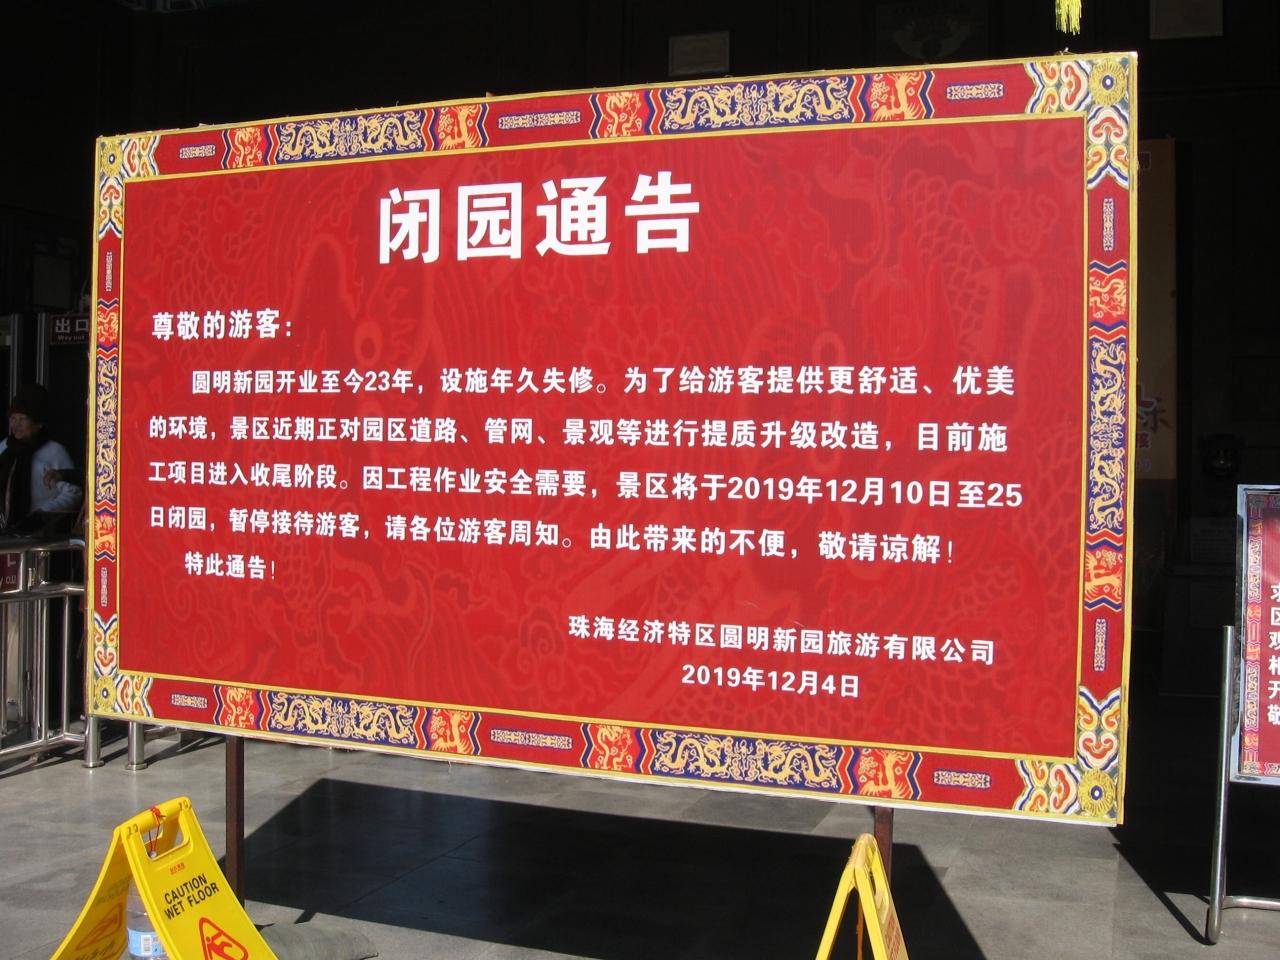 闭园通告
尊敬的游客：
圆明新园开业至今23年，设施年久失修。为了给游客提供更舒适、优美
的环境，景区近期正对园区道路、管网、景观等进行提质升级改造，目前施
工项目进入收尾阶段。因工程作业安全需要，景区将于2019年12月10日至25
日闭园，暂停接待游客，请各位游客周知。由此带来的不便，敬请谅解！
特此通告！
珠海经济特区圆明新园旅游有限公司
2019年12月4日
出口
Way out
CAUTION
WET FLOOR
区
观
开
敬